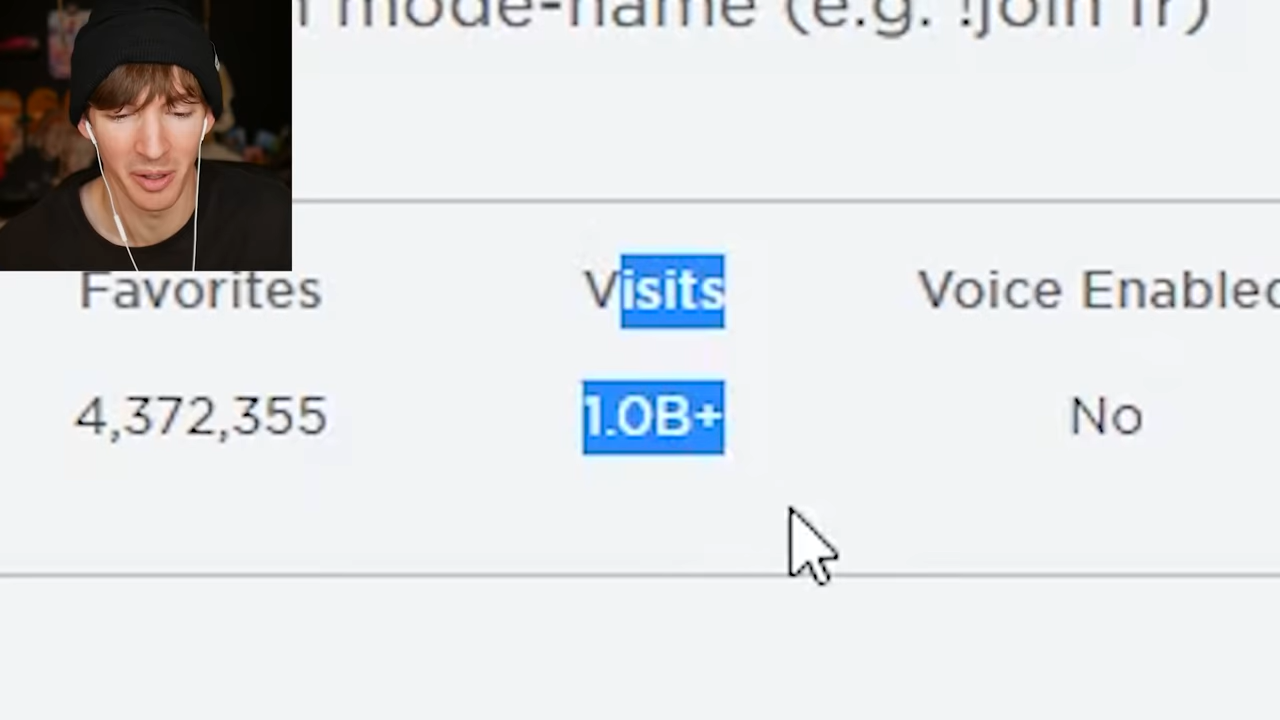 mode-name (e.g. !join fr)
Favorites Visits Voice Enabled
4,372,355 1.0B+ No